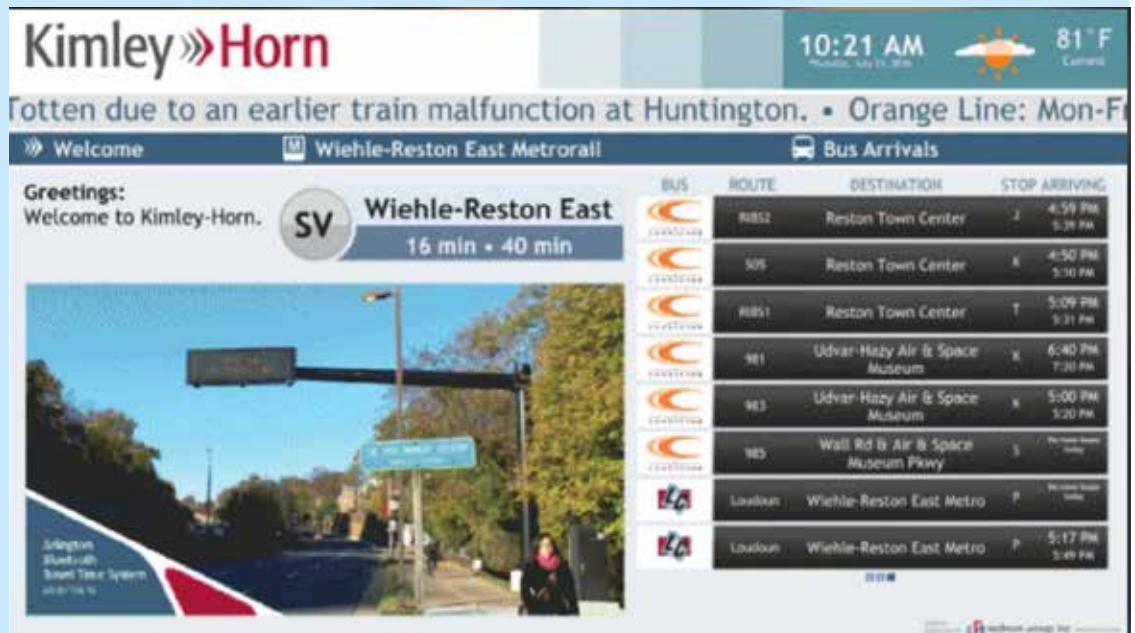 Kimley Horn
10:21 AM
81°F
Current
Totten due to an earlier train malfunction at Huntington. • Orange Line: Mon-F
Welcome
M Wiehle-Reston East Metrorail
Bus Arrivals
Greetings:
Welcome to Kimley-Horn.
SV
Wiehle-Reston East
16 min • 40 min
BUS ROUTE DESTINATION STOP ARRIVING
RIBS2 Reston Town Center J 4:59 PM
5:29 PM
505 Reston Town Center K 4:50 PM
5:10 PM
RIBS1 Reston Town Center T 5:09 PM
5:31 PM
981 Udvar-Hazy Air & Space
Museum
K 6:40 PM
7:20 PM
983 Udvar-Hazy Air & Space
Museum
K 5:00 PM
5:20 PM
985 Wall Rd & Air & Space
Museum Pkwy
S
LC Loudoun Wiehle-Reston East Metro P
LC Loudoun Wiehle-Reston East Metro P 5:17 PM
5:49 PM
Arlington
Bluetooth
Travel Time System